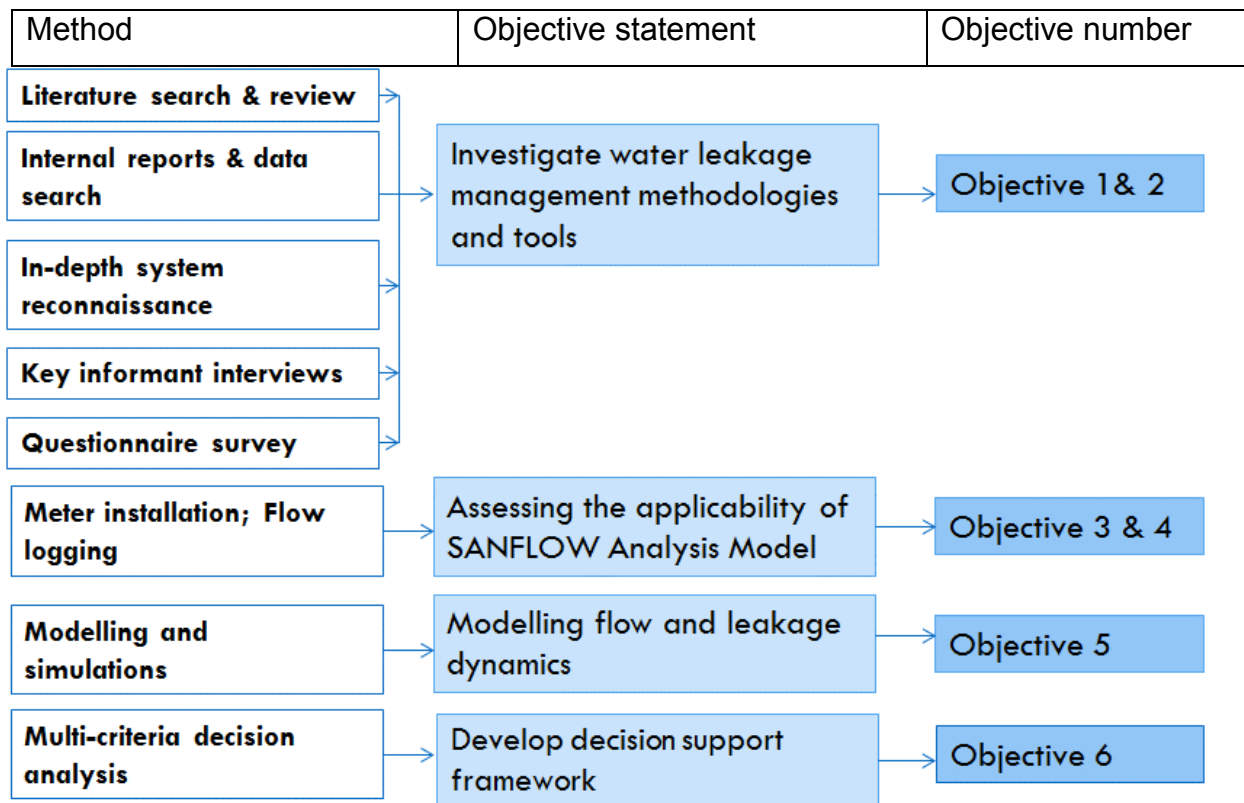 Method Objective statement Objective number
Literature search & review
Internal reports & data
search
In-depth system
reconnaissance
Key informant interviews
Questionnaire survey
Investigate water leakage
management methodologies
and tools
Objective 1& 2
Meter installation; Flow
logging
Assessing the applicability of
SANFLOW Analysis Model
Objective 3 & 4
Modelling and
simulations
Modelling flow and leakage
dynamics
Objective 5
Multi-criteria decision
analysis
Develop decision support
framework
Objective 6